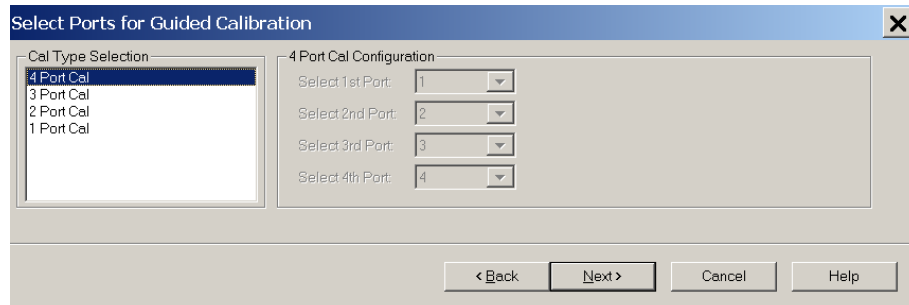 Select Ports for Guided Calibration
Cal Type Selection
4 Port Cal
3 Port Cal
2 Port Cal
1 Port Cal
4 Port Cal Configuration
Select 1st Port: 1
Select 2nd Port: 2
Select 3rd Port: 3
Select 4th Port: 4
< Back Next > Cancel Help